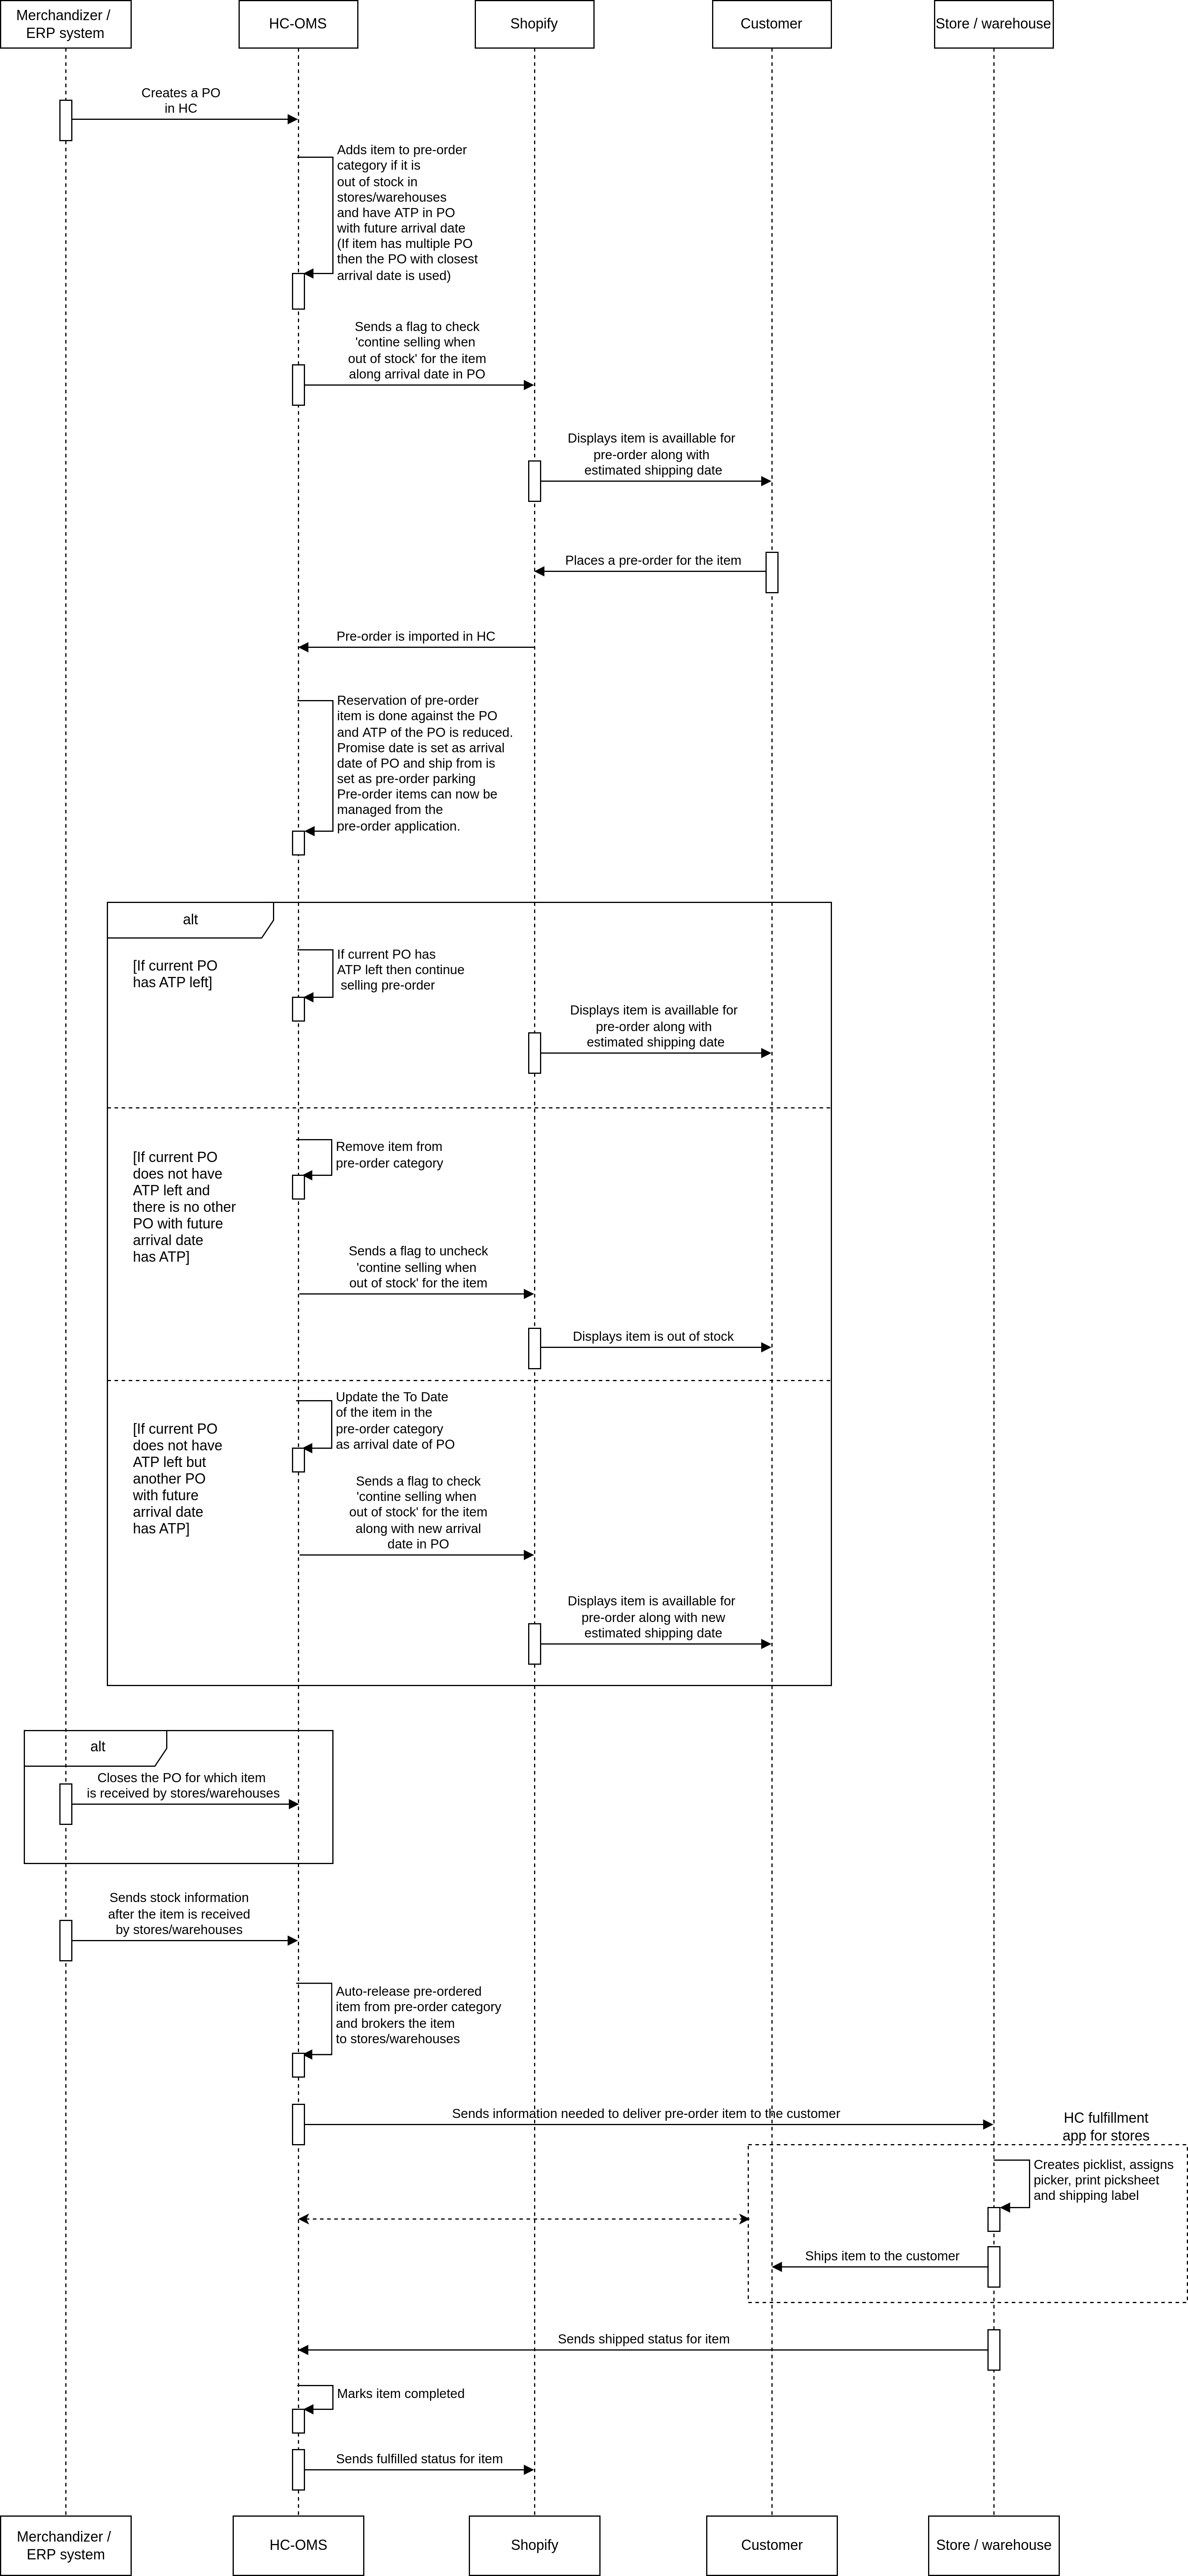 Merchandizer /
ERP system
HC-OMS
Shopify
Customer
Store / warehouse
Creates a PO
in HC
Adds item to pre-order
category if it is
out of stock in
stores/warehouses
and have ATP in PO
with future arrival date
(If item has multiple PO
then the PO with closest
arrival date is used)
Sends a flag to check
'contine selling when
out of stock' for the item
along arrival date in PO
Displays item is availlable for
pre-order along with
estimated shipping date
Places a pre-order for the item
Pre-order is imported in HC
Reservation of pre-order
item is done against the PO
and ATP of the PO is reduced.
Promise date is set as arrival
date of PO and ship from is
set as pre-order parking
Pre-order items can now be
managed from the
pre-order application.
alt
[If current PO
has ATP left]
If current PO has
ATP left then continue
selling pre-order
Displays item is availlable for
pre-order along with
estimated shipping date
[If current PO
does not have
ATP left and
there is no other
PO with future
arrival date
has ATP]
Remove item from
pre-order category
Sends a flag to uncheck
'contine selling when
out of stock' for the item
Displays item is out of stock
[If current PO
does not have
ATP left but
another PO
with future
arrival date
has ATP]
Update the To Date
of the item in the
pre-order category
as arrival date of PO
Sends a flag to check
'contine selling when
out of stock' for the item
along with new arrival
date in PO
Displays item is availlable for
pre-order along with new
estimated shipping date
alt
Closes the PO for which item
is received by stores/warehouses
Sends stock information
after the item is received
by stores/warehouses
Auto-release pre-ordered
item from pre-order category
and brokers the item
to stores/warehouses
Sends information needed to deliver pre-order item to the customer
HC fulfillment
app for stores
Creates picklist, assigns
picker, print picksheet
and shipping label
Ships item to the customer
Sends shipped status for item
Marks item completed
Sends fulfilled status for item
Merchandizer /
ERP system
HC-OMS
Shopify
Customer
Store / warehouse